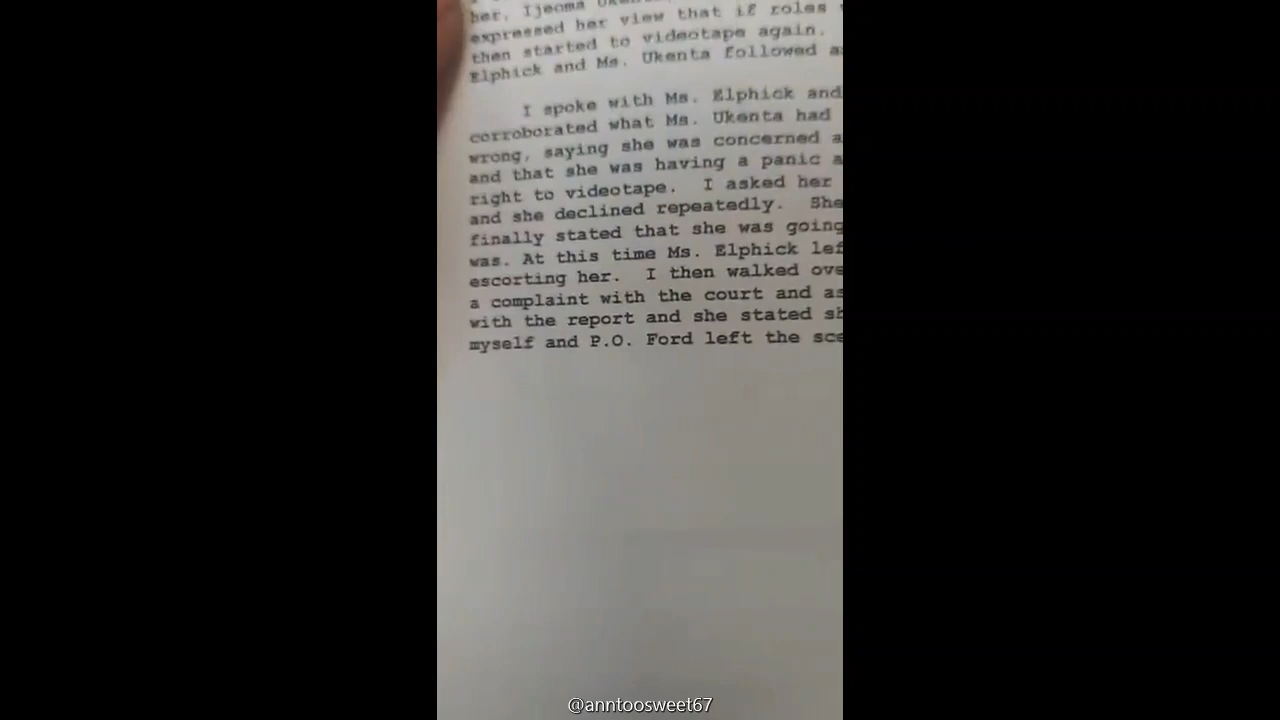 her, Ijeoma
expressed her view that if roles
then started to videotape again.
Elphick and Ms. Ukenta followed
I spoke with Ms. Elphick and
corroborated what Ms. Ukenta had
wrong, saying she was concerned
and that she was having a panic
right to videotape. I asked her
and she declined repeatedly. She
finally stated that she was going
was. At this time Ms. Elphick
escorting her. I then walked
a complaint with the court and
with the report and she stated
myself and P.O. Ford left the
@anntoosweet67